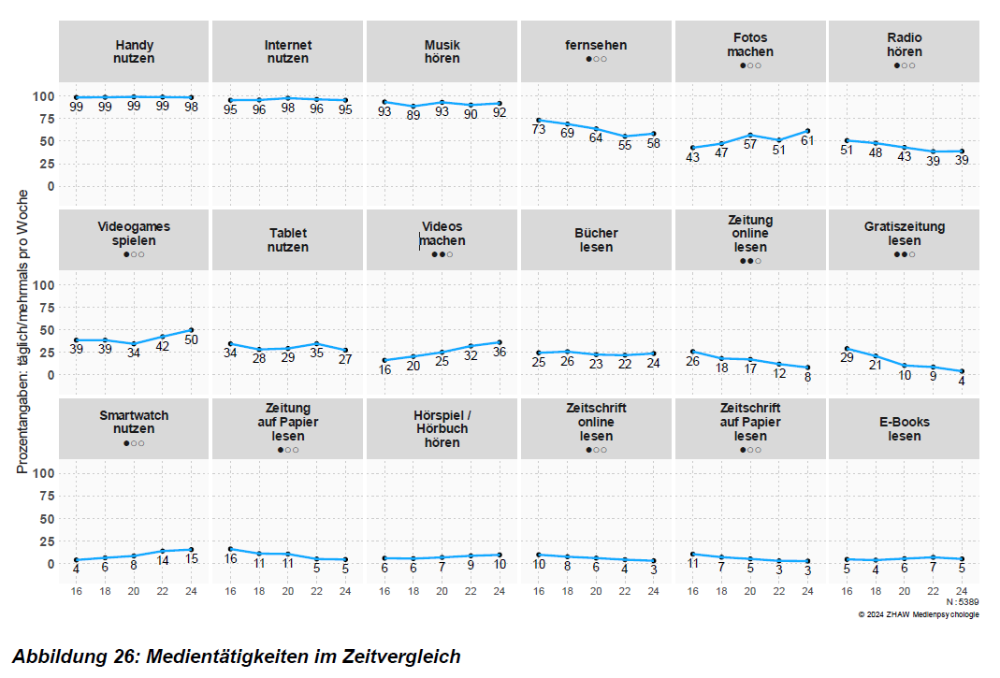 Handy
nutzen
Internet
nutzen
Musik
hören
fernsehen
●○○
Fotos
machen
●○○
Radio
hören
●○○
Prozentangaben: täglich/mehrmals pro Woche
100
75
50
25
0
99 99 99 99 98
95 96 98 96 95
93 89 93 90 92
73 69 64 55 58
43 47 57 51 61
51 48 43 39 39
Videogames
spielen
●○○
Tablet
nutzen
Videos
machen
●●○
Bücher
lesen
Zeitung
online
lesen
●●○
Gratiszeitung
lesen
●●○
100
75
50
25
0
39 39 34 42 50
34 28 29 35 27
16 20 25 32 36
25 26 23 22 24
26 18 17 12 8
29 21 10 9 4
Smartwatch
nutzen
●○○
Zeitung
auf Papier
lesen
●○○
Hörspiel /
Hörbuch
hören
Zeitschrift
online
lesen
●○○
Zeitschrift
auf Papier
lesen
●○○
E-Books
lesen
100
75
50
25
0
4 6 8 14 15
16 11 11 5 5
6 6 7 9 10
10 8 6 4 3
11 7 5 3 3
5 4 6 7 5
16 18 20 22 24 16 18 20 22 24 16 18 20 22 24 16 18 20 22 24 16 18 20 22 24 16 18 20 22 24
N : 5389
© 2024 ZHAW Medienpsychologie
Abbildung 26: Medientätigkeiten im Zeitvergleich